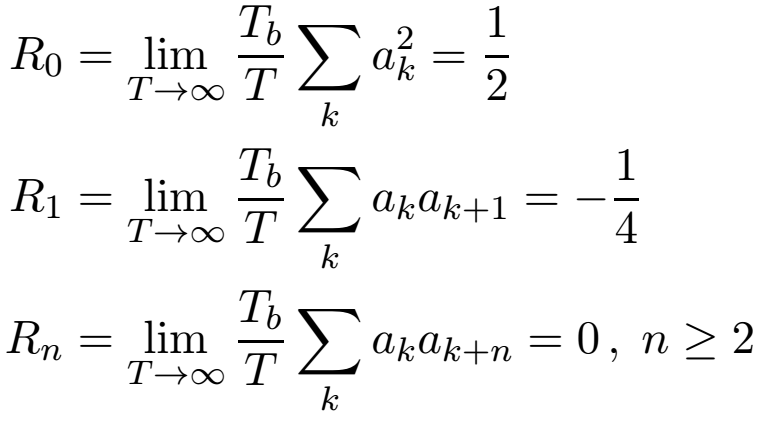 R_0 = \lim_{T \to \infty} \frac{T_b}{T} \sum_k a_k^2 = \frac{1}{2}
R_1 = \lim_{T \to \infty} \frac{T_b}{T} \sum_k a_k a_{k+1} = -\frac{1}{4}
R_n = \lim_{T \to \infty} \frac{T_b}{T} \sum_k a_k a_{k+n} = 0 , \; n \geq 2